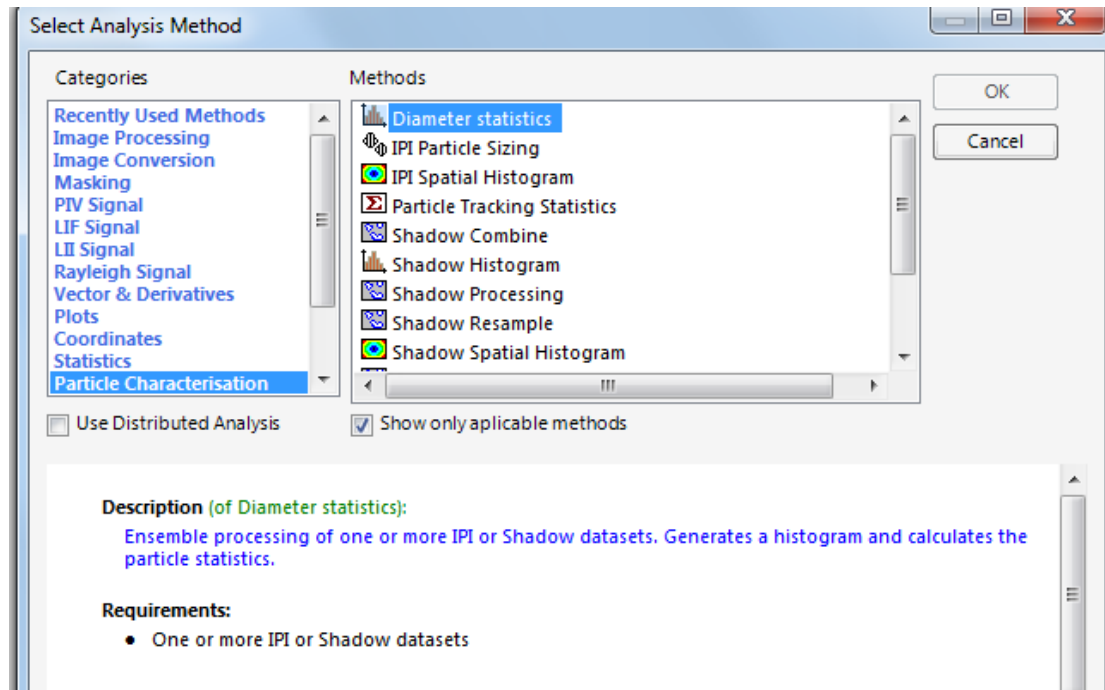 Select Analysis Method
Categories
Methods
Recently Used Methods
Image Processing
Image Conversion
Masking
PIV Signal
LIF Signal
LII Signal
Rayleigh Signal
Vector & Derivatives
Plots
Coordinates
Statistics
Particle Characterisation
Diameter statistics
IPI Particle Sizing
IPI Spatial Histogram
Particle Tracking Statistics
Shadow Combine
Shadow Histogram
Shadow Processing
Shadow Resample
Shadow Spatial Histogram
OK
Cancel
Use Distributed Analysis
Show only aplicable methods
Description (of Diameter statistics):
Ensemble processing of one or more IPI or Shadow datasets. Generates a histogram and calculates the
particle statistics.
Requirements:
• One or more IPI or Shadow datasets